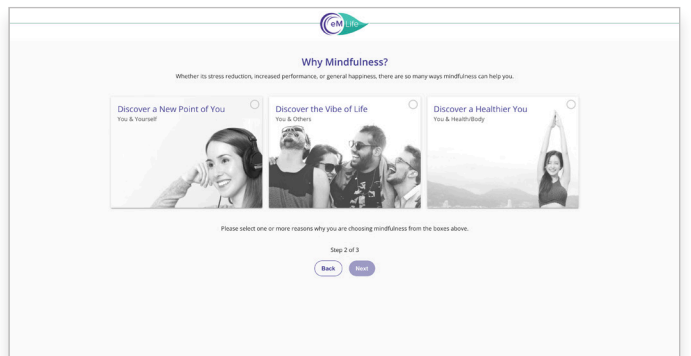 eM Life
Why Mindfulness?
Whether its stress reduction, increased performance, or general happiness, there are so many ways mindfulness can help you.
Discover a New Point of You
You & Yourself
Discover the Vibe of Life
You & Others
Discover a Healthier You
You & Health/Body
Please select one or more reasons why you are choosing mindfulness from the boxes above.
Step 2 of 3
Back
Next